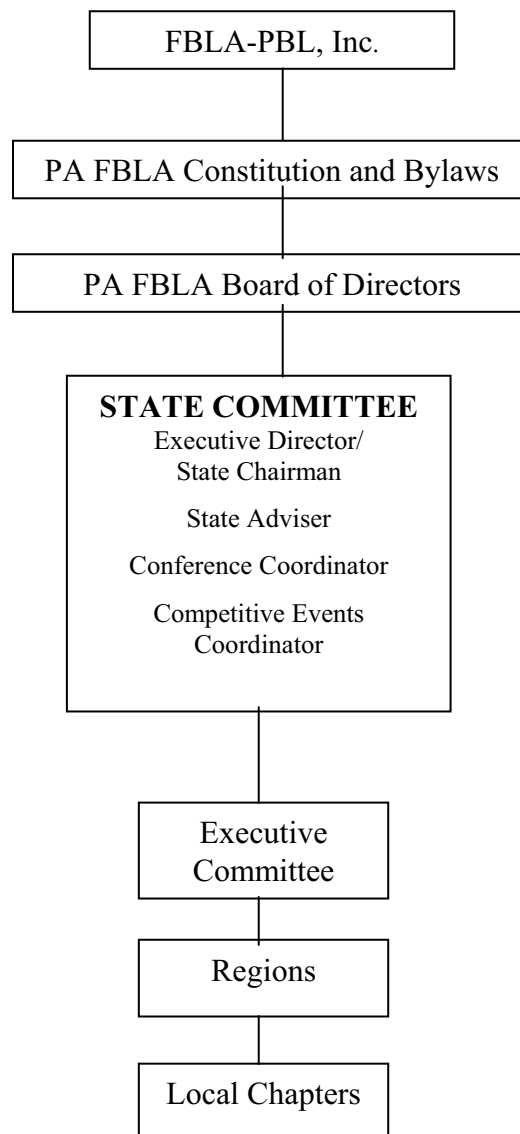 FBLA-PBL, Inc.
PA FBLA Constitution and Bylaws
PA FBLA Board of Directors
STATE COMMITTEE
Executive Director/
State Chairman
State Adviser
Conference Coordinator
Competitive Events
Coordinator
Executive
Committee
Regions
Local Chapters